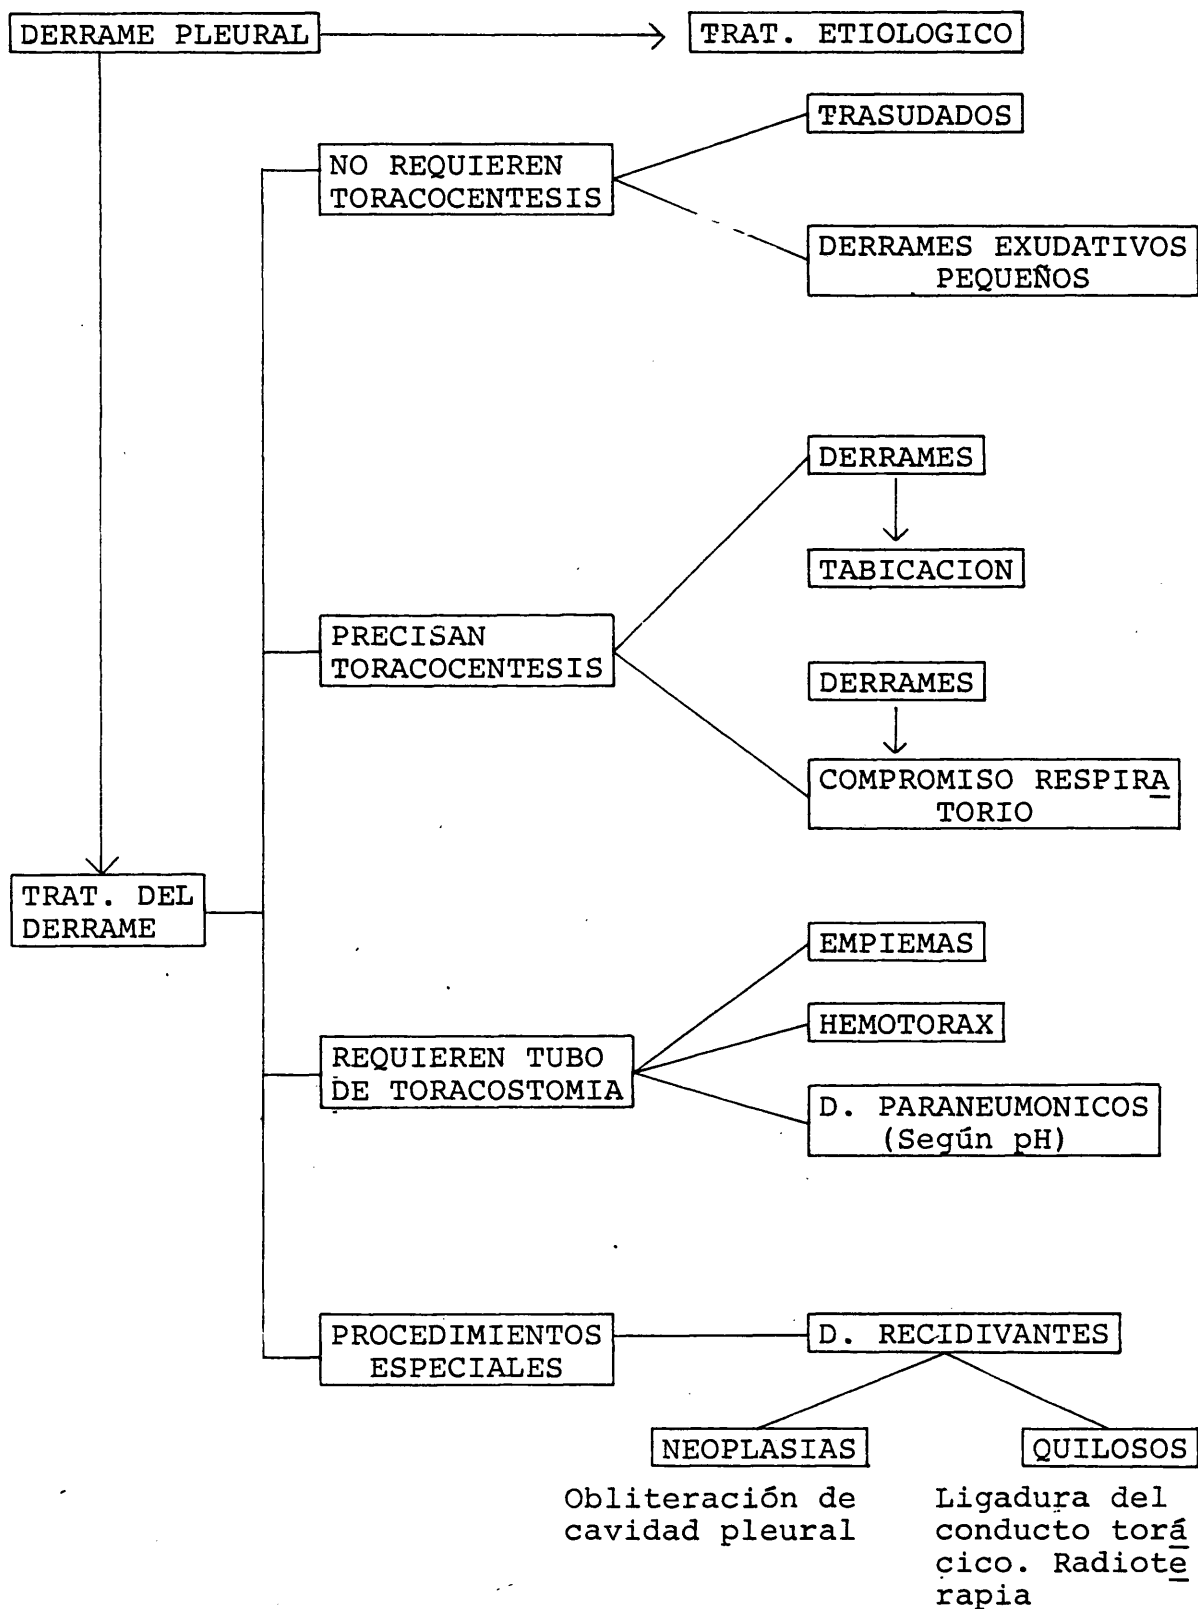 DERRAME PLEURAL
TRAT. ETIOLOGICO
TRASUDADOS
NO REQUIEREN
TORACOCENTESIS
DERRAMES EXUDATIVOS
PEQUEÑOS
DERRAMES
TABICACION
PRECISAN
TORACOCENTESIS
DERRAMES
COMPROMISO RESPIRA
TORIO
TRAT. DEL
DERRAME
EMPIEMAS
HEMOTORAX
REQUIEREN TUBO
DE TORACOSTOMIA
D. PARANEUMONICOS
(Según pH)
PROCEDIMIENTOS
ESPECIALES
D. RECIDIVANTES
NEOPLASIAS
Obliteración de
cavidad pleural
QUILOSOS
Ligadura del
conducto torá
cico. Radiote
rapia